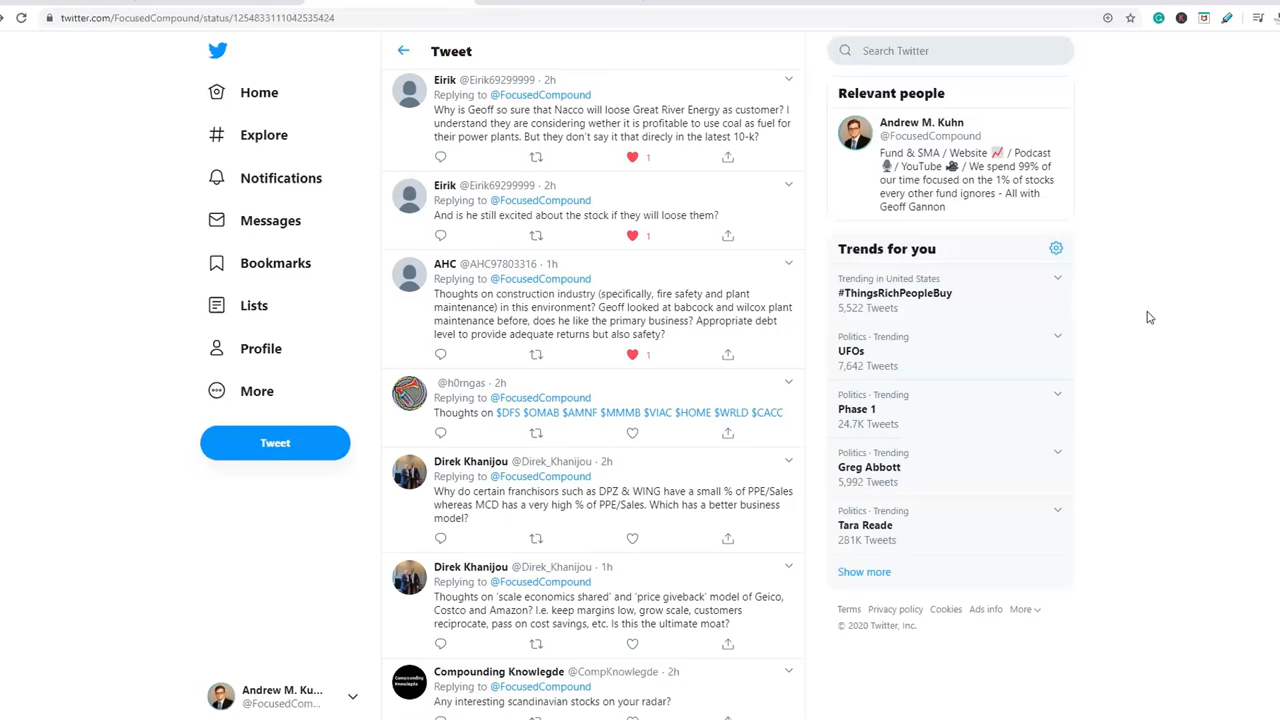 twitter.com/FocusedCompound/status/1254833111042535424
Home
Explore
Notifications
Messages
Bookmarks
Lists
Profile
More
Tweet
Andrew M. Ku...
@FocusedCom...
Tweet
Eirik @Eirik69299999 · 2h
Replying to @FocusedCompound
Why is Geoff so sure that Nacco will loose Great River Energy as customer? I
understand they are considering wether it is profitable to use coal as fuel for
their power plants. But they don't say it that direcly in the latest 10-k?
1
Eirik @Eirik69299999 · 2h
Replying to @FocusedCompound
And is he still excited about the stock if they will loose them?
1
AHC @AHC97803316 · 1h
Replying to @FocusedCompound
Thoughts on construction industry (specifically, fire safety and plant
maintenance) in this environment? Geoff looked at babcock and wilcox plant
maintenance before, does he like the primary business? Appropriate debt
level to provide adequate returns but also safety?
1
@h0rngas · 2h
Replying to @FocusedCompound
Thoughts on $DFS $OMAB $AMNF $MMMB $VIAC $HOME $WRLD $CACC
Direk Khanijou @Direk_Khanijou · 2h
Replying to @FocusedCompound
Why do certain franchisors such as DPZ & WING have a small % of PPE/Sales
whereas MCD has a very high % of PPE/Sales. Which has a better business
model?
Direk Khanijou @Direk_Khanijou · 1h
Replying to @FocusedCompound
Thoughts on 'scale economics shared' and 'price giveback' model of Geico,
Costco and Amazon? I.e. keep margins low, grow scale, customers
reciprocate, pass on cost savings, etc. Is this the ultimate moat?
Compounding Knowlegde @CompKnowlegde · 2h
Replying to @FocusedCompound
Any interesting scandinavian stocks on your radar?
Search Twitter
Relevant people
Andrew M. Kuhn
@FocusedCompound
Fund & SMA / Website / Podcast
/ YouTube / We spend 99% of
our time focused on the 1% of stocks
every other fund ignores - All with
Geoff Gannon
Trends for you
Trending in United States
#ThingsRichPeopleBuy
5,522 Tweets
Politics · Trending
UFOs
7,642 Tweets
Politics · Trending
Phase 1
24.7K Tweets
Politics · Trending
Greg Abbott
5,992 Tweets
Politics · Trending
Tara Reade
281K Tweets
Show more
Terms Privacy policy Cookies Ads info More
© 2020 Twitter, Inc.
Compounding
Knowlegde